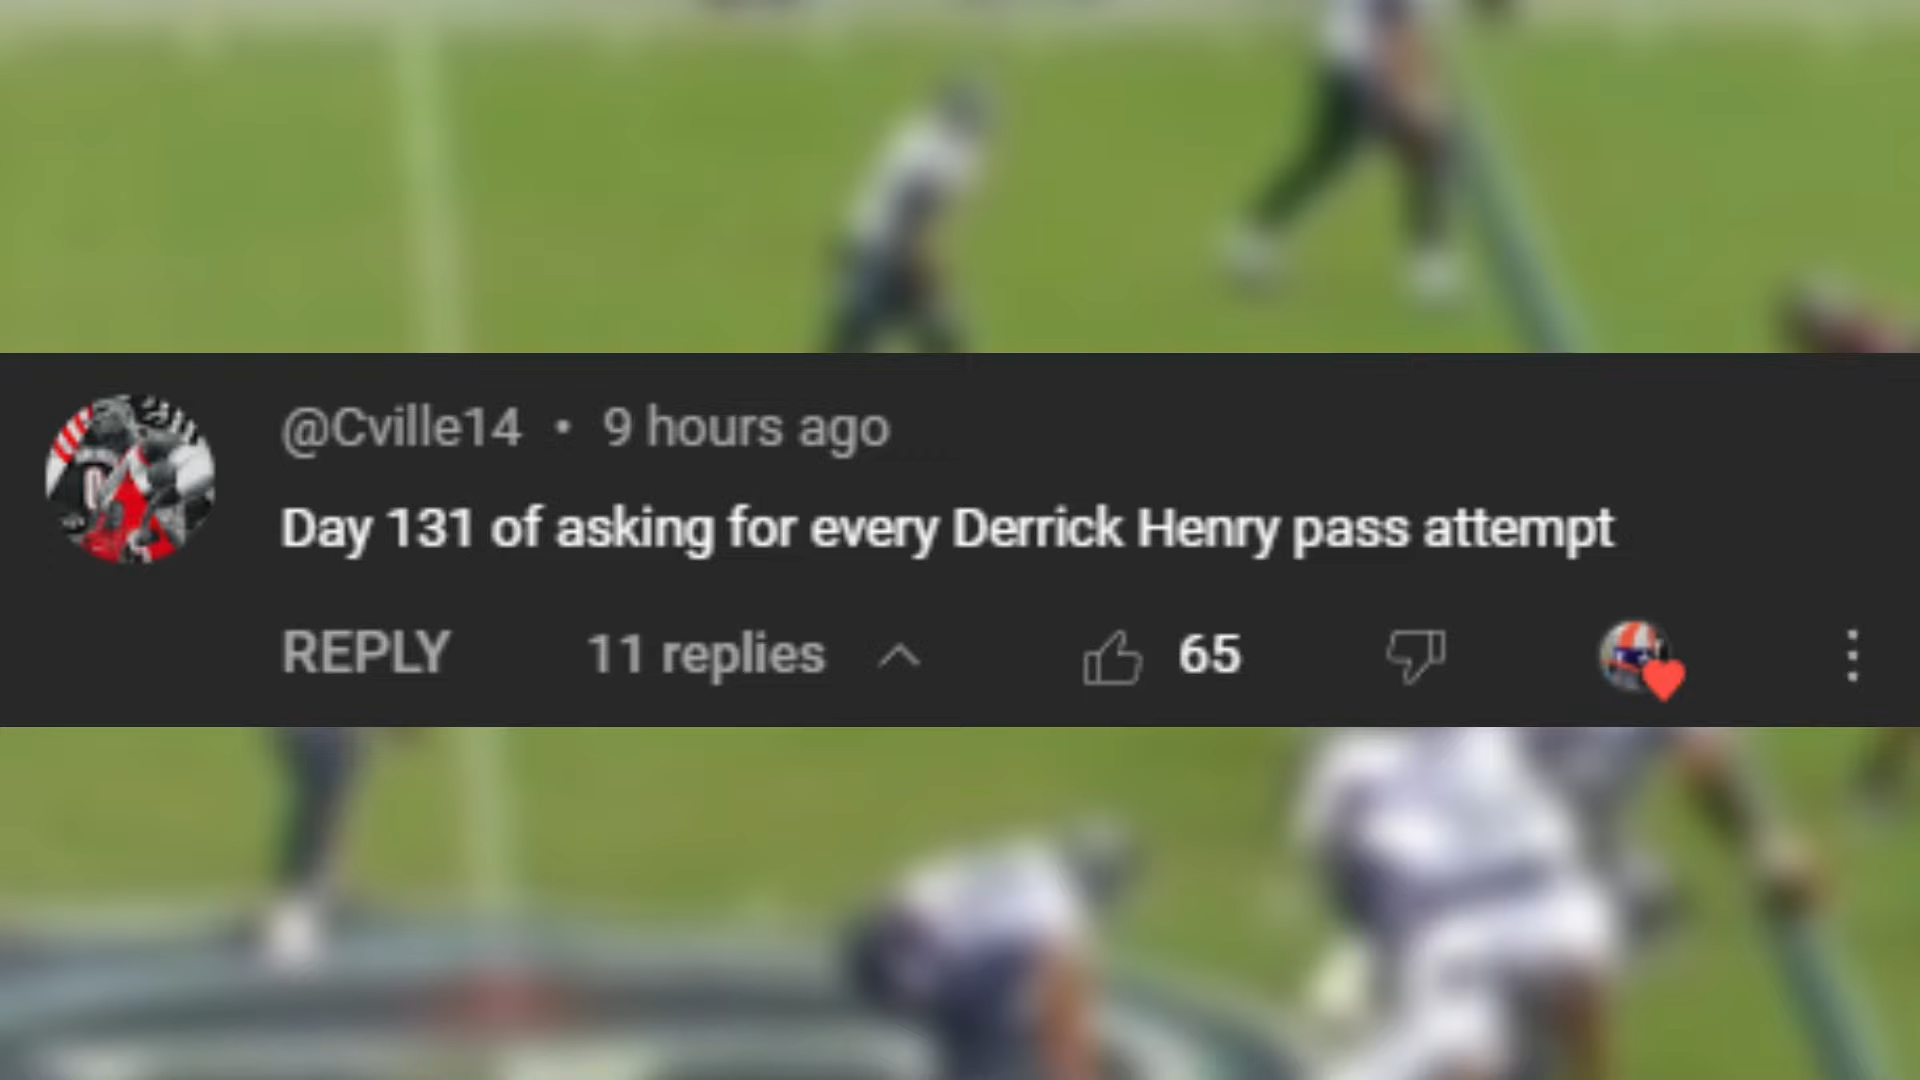 @Cville14 • 9 hours ago
Day 131 of asking for every Derrick Henry pass attempt
REPLY 11 replies 65